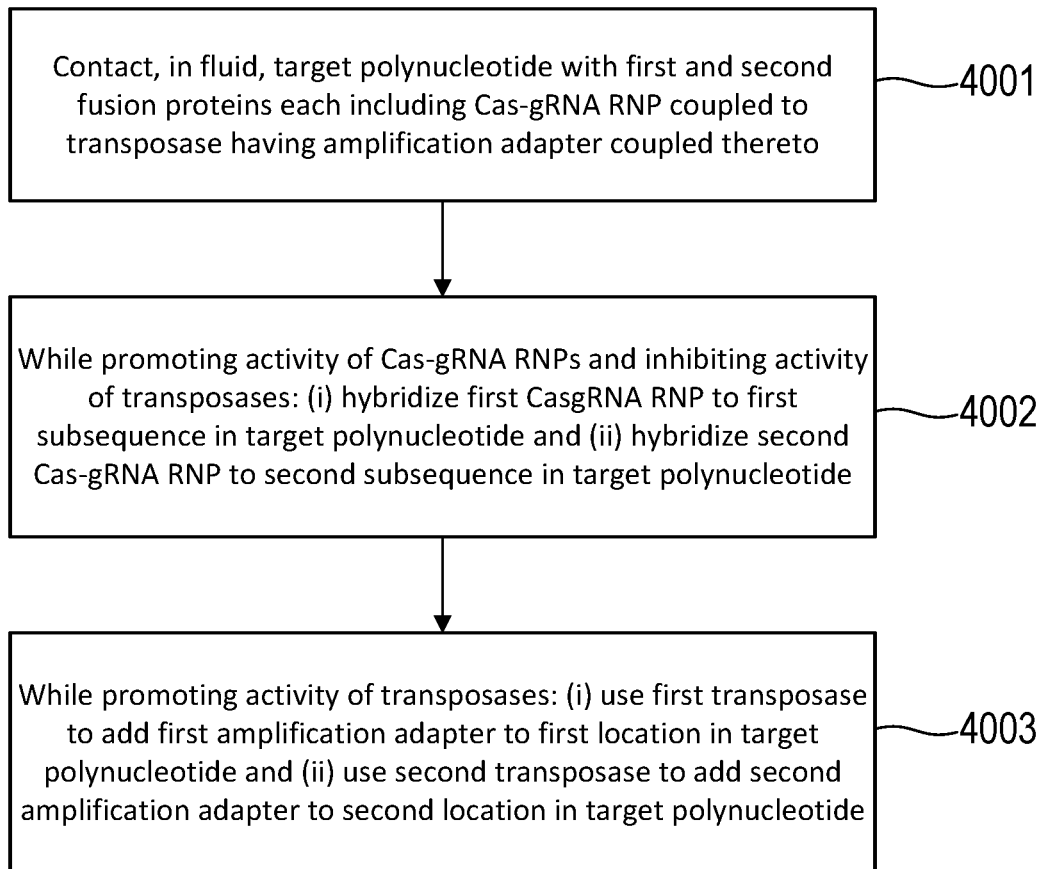 Contact, in fluid, target polynucleotide with first and second
fusion proteins each including Cas-gRNA RNP coupled to
transposase having amplification adapter coupled thereto
4001
While promoting activity of Cas-gRNA RNPs and inhibiting activity
of transposases: (i) hybridize first CasgRNA RNP to first
subsequence in target polynucleotide and (ii) hybridize second
Cas-gRNA RNP to second subsequence in target polynucleotide
4002
While promoting activity of transposases: (i) use first transposase
to add first amplification adapter to first location in target
polynucleotide and (ii) use second transposase to add second
amplification adapter to second location in target polynucleotide
4003